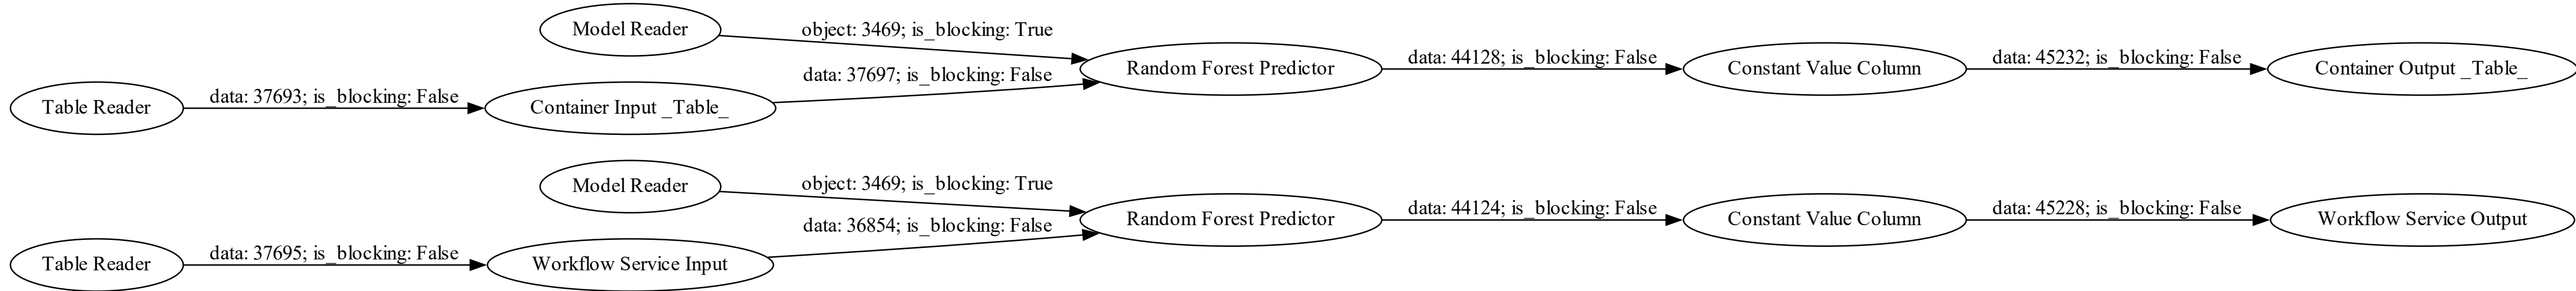 Model Reader
object: 3469; is_blocking: True
Table Reader
data: 37693; is_blocking: False
Container Input _Table_
data: 37697; is_blocking: False
Random Forest Predictor
data: 44128; is_blocking: False
Constant Value Column
data: 45232; is_blocking: False
Container Output _Table_
Model Reader
object: 3469; is_blocking: True
Table Reader
data: 37695; is_blocking: False
Workflow Service Input
data: 36854; is_blocking: False
Random Forest Predictor
data: 44124; is_blocking: False
Constant Value Column
data: 45228; is_blocking: False
Workflow Service Output